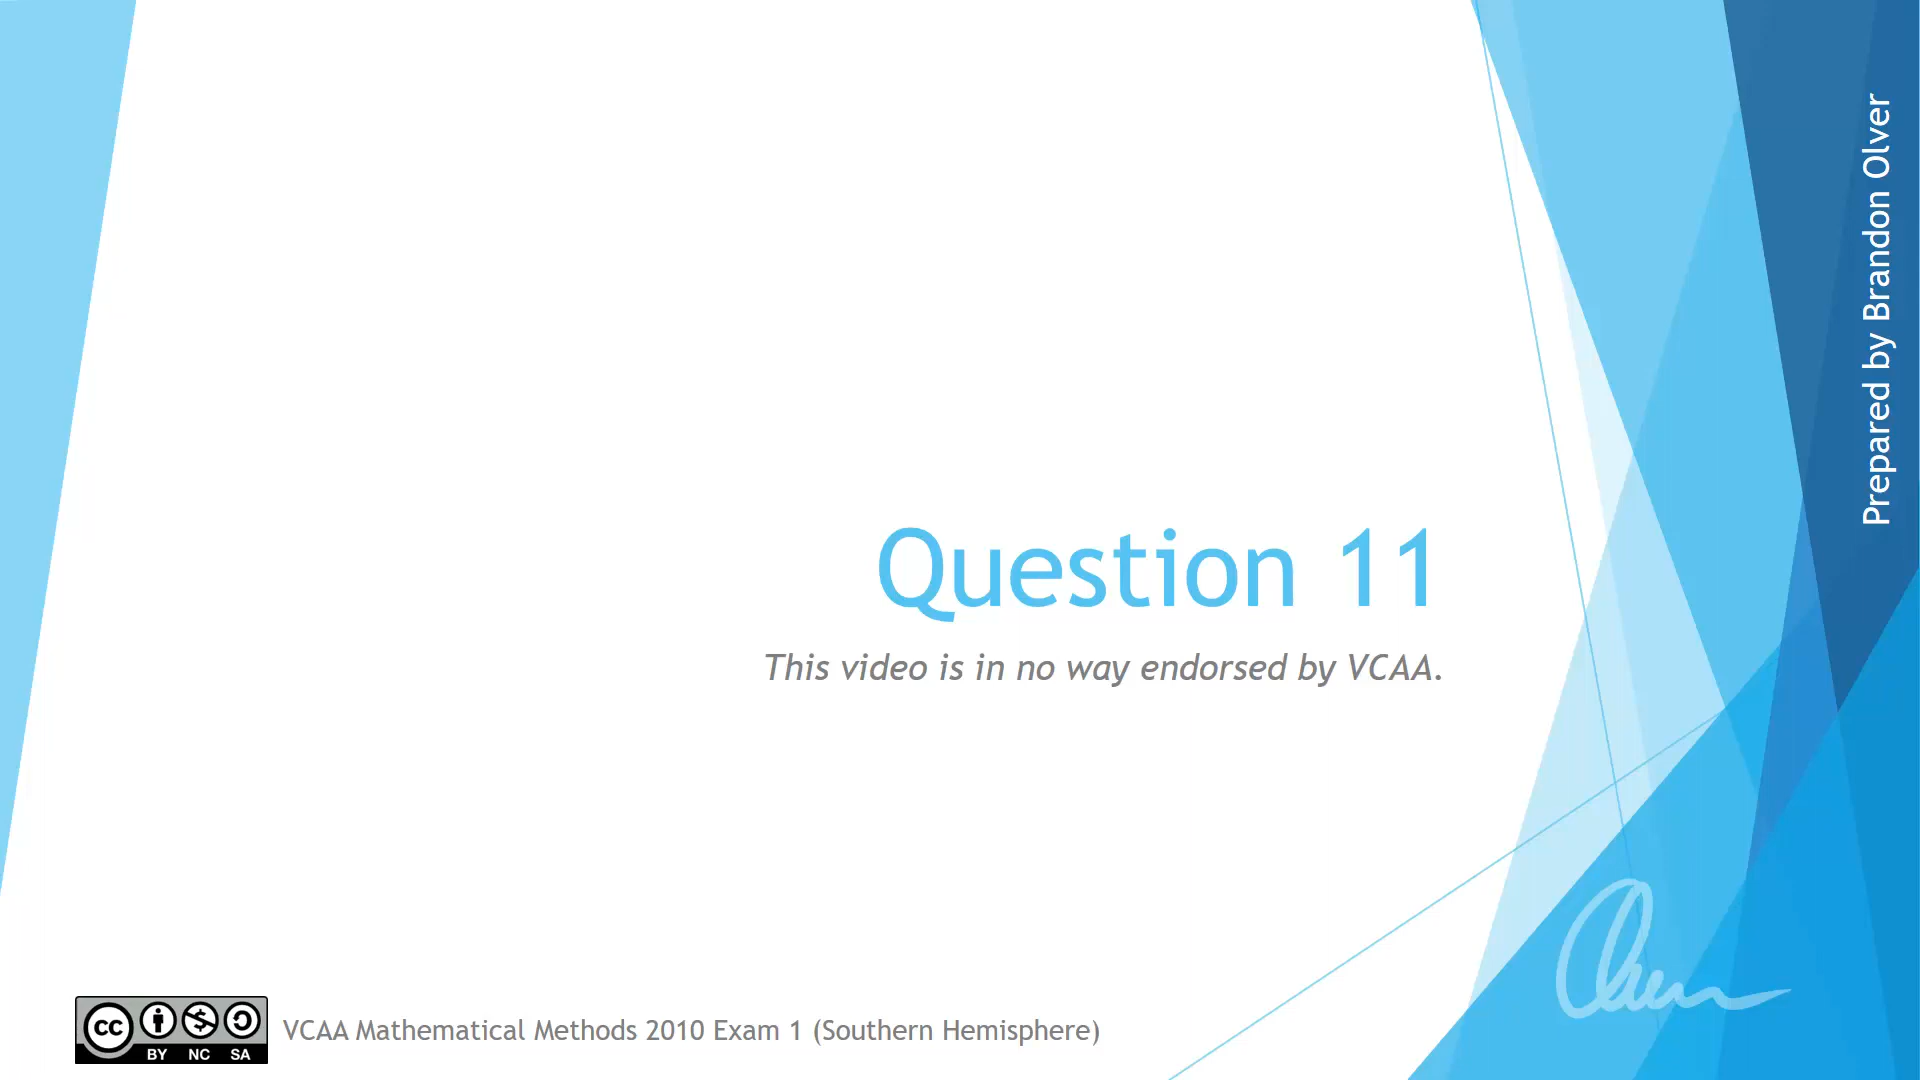 Prepared by Brandon Olver
Question 11
This video is in no way endorsed by VCAA.
cc
BY NC SA
VCAA Mathematical Methods 2010 Exam 1 (Southern Hemisphere)